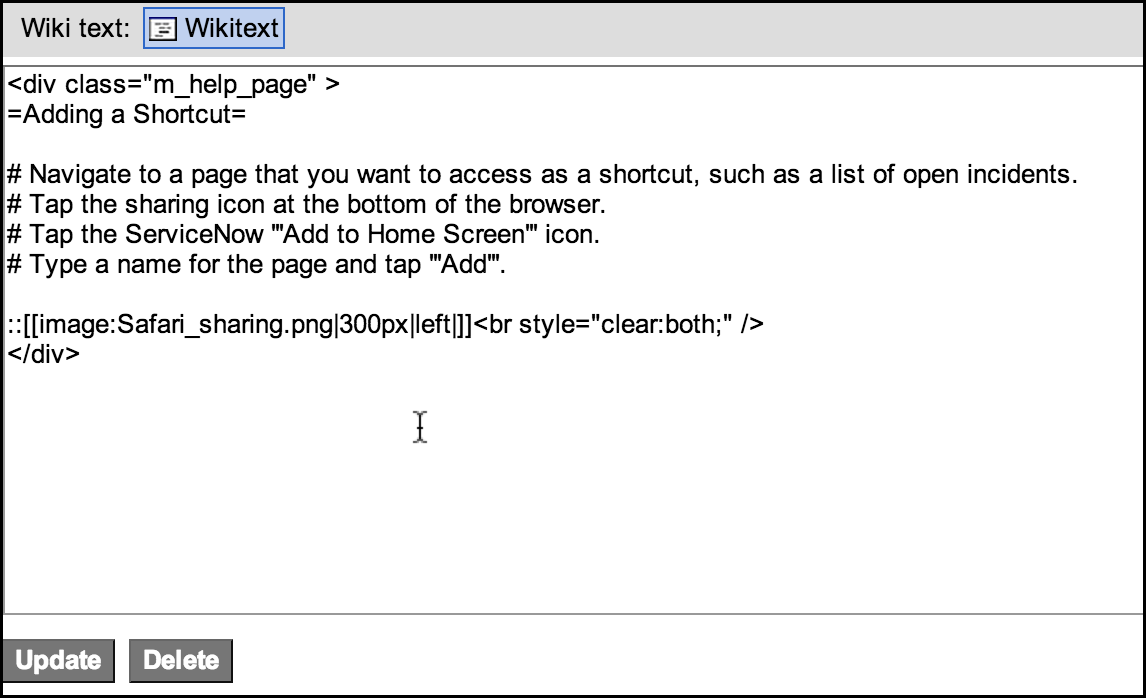 Wiki text: Wikitext
<div class="m_help_page" >
=Adding a Shortcut=
# Navigate to a page that you want to access as a shortcut, such as a list of open incidents.
# Tap the sharing icon at the bottom of the browser.
# Tap the ServiceNow '''Add to Home Screen''' icon.
# Type a name for the page and tap '''Add'''.
::[[image:Safari_sharing.png|300px|left|]]<br style="clear:both;" />
</div>
Update Delete